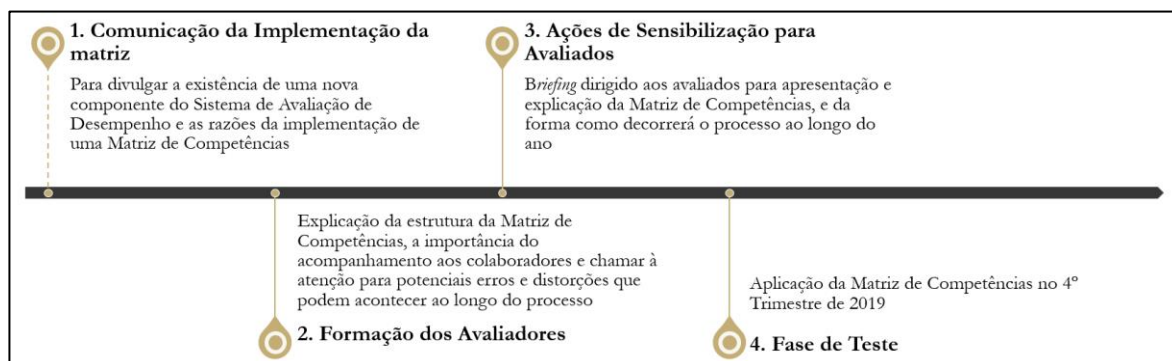 1. Comunicação da Implementação da
matriz
Para divulgar a existência de uma nova
componente do Sistema de Avaliação de
Desempenho e as razões da implementação de
uma Matriz de Competências
Explicação da estrutura da Matriz de
Competências, a importância do
acompanhamento aos colaboradores e chamar à
atenção para potenciais erros e distorções que
podem acontecer ao longo do processo
2. Formação dos Avaliadores
3. Ações de Sensibilização para
Avaliados
Briefing dirigido aos avaliados para apresentação e
explicação da Matriz de Competências, e da
forma como decorrerá o processo ao longo do
ano
Aplicação da Matriz de Competências no 4º
Trimestre de 2019
4. Fase de Teste